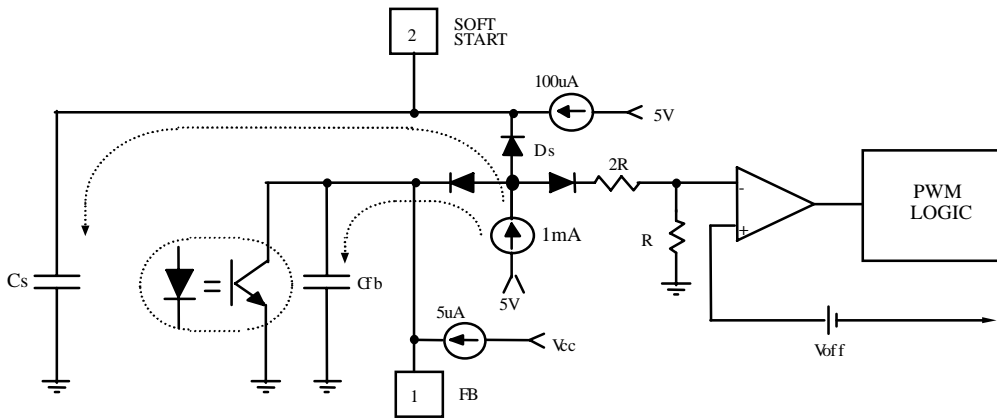 2
SOFT
START
100uA
5V
Ds
2R
-
+
PWM
LOGIC
1mA
R
Cs
=
Cfb
5V
5uA
Vcc
Voff
1
FB